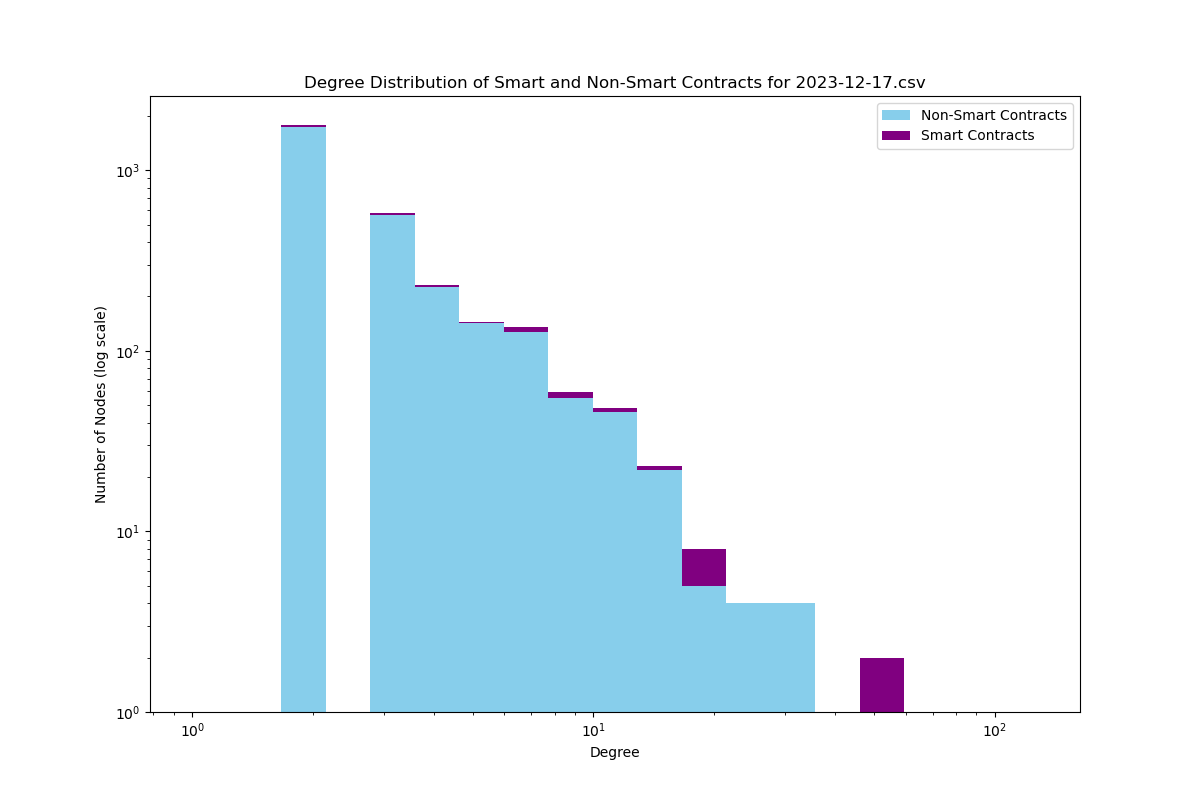 Degree Distribution of Smart and Non-Smart Contracts for 2023-12-17.csv
Non-Smart Contracts
Smart Contracts
Number of Nodes (log scale)
10³
10²
10¹
10⁰
10⁰ 10¹ 10²
Degree